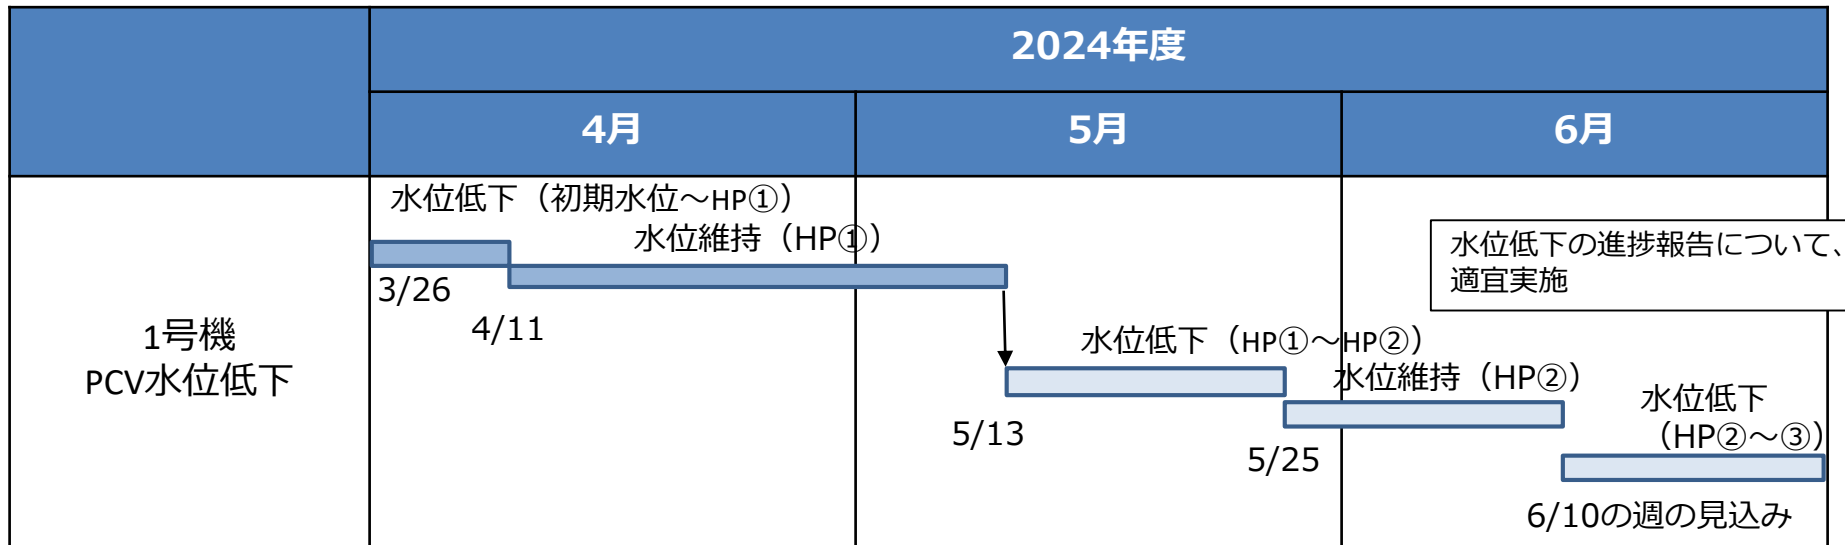 2024年度
4月
5月
6月
1号機
PCV水位低下
水位低下（初期水位～HP①）
水位維持（HP①）
3/26
4/11
水位低下の進捗報告について、
適宜実施
水位低下（HP①～HP②）
水位維持（HP②）
5/13
5/25
水位低下
（HP②～③）
6/10の週の見込み